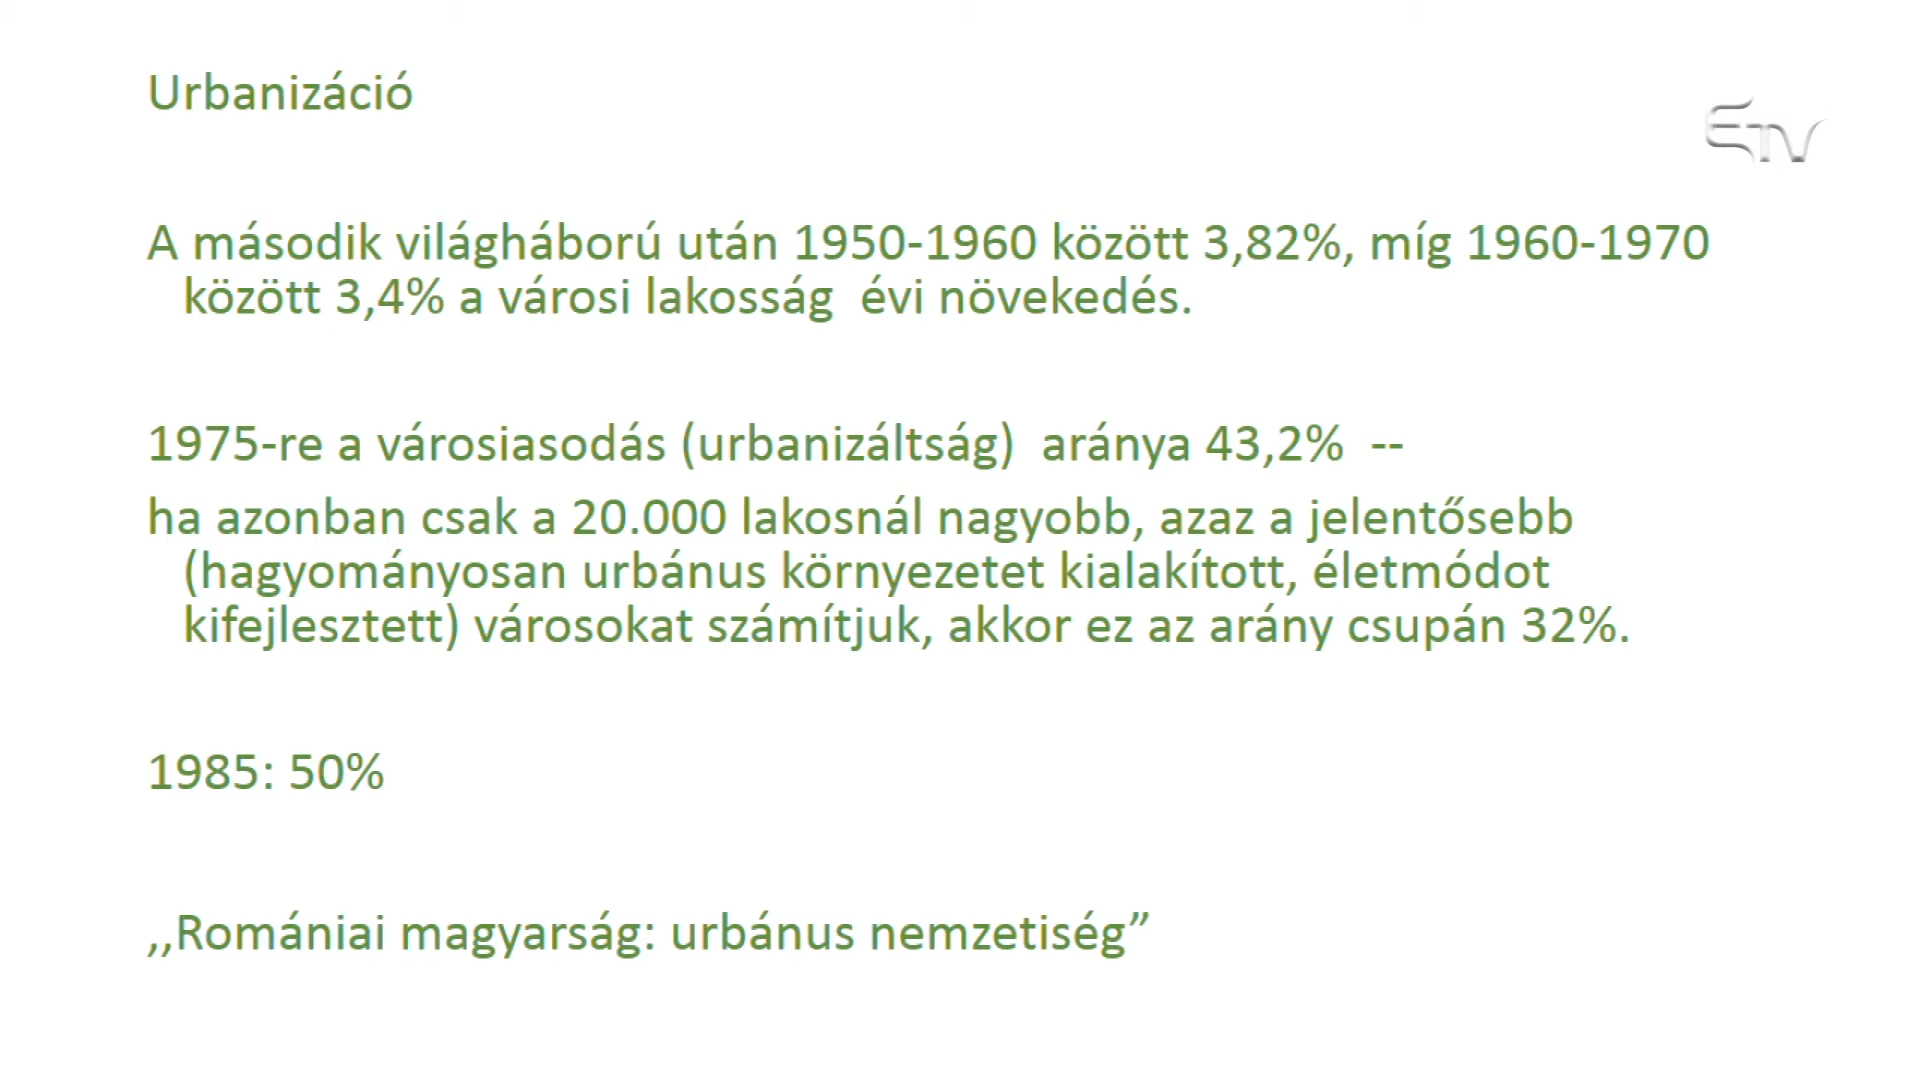 Urbanizáció
ETV
A második világháború után 1950-1960 között 3,82%, míg 1960-1970
között 3,4% a városi lakosság  évi növekedés.
1975-re a városiasodás (urbanizáltság)  aránya 43,2%  --
ha azonban csak a 20.000 lakosnál nagyobb, azaz a jelentősebb
(hagyományosan urbánus környezetet kialakított, életmódot
kifejlesztett) városokat számítjuk, akkor ez az arány csupán 32%.
1985: 50%
,,Romániai magyarság: urbánus nemzetiség”